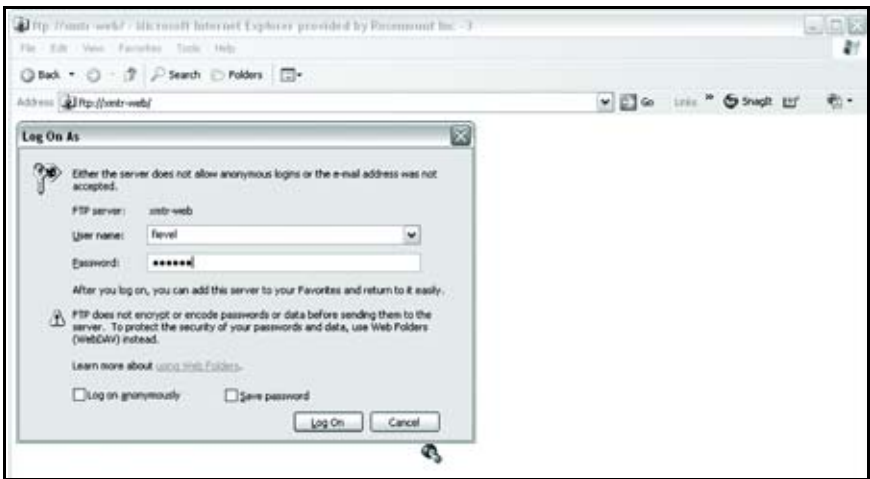 ftp://xmtr-web/ - Microsoft Internet Explorer provided by Rosemount Inc. - 3
File Edit View Favorites Tools Help
Back Search Folders
Address ftp://xmtr-web/ Go Links » SnagIt
Log On As
Either the server does not allow anonymous logins or the e-mail address was not
accepted.
FTP server: xmtr-web
User name: fievel
Password: ●●●●●●
After you log on, you can add this server to your Favorites and return to it easily.
FTP does not encrypt or encode passwords or data before sending them to the
server. To protect the security of your passwords and data, use Web Folders
(WebDAV) instead.
Learn more about using Web Folders.
Log on anonymously Save password
Log On Cancel